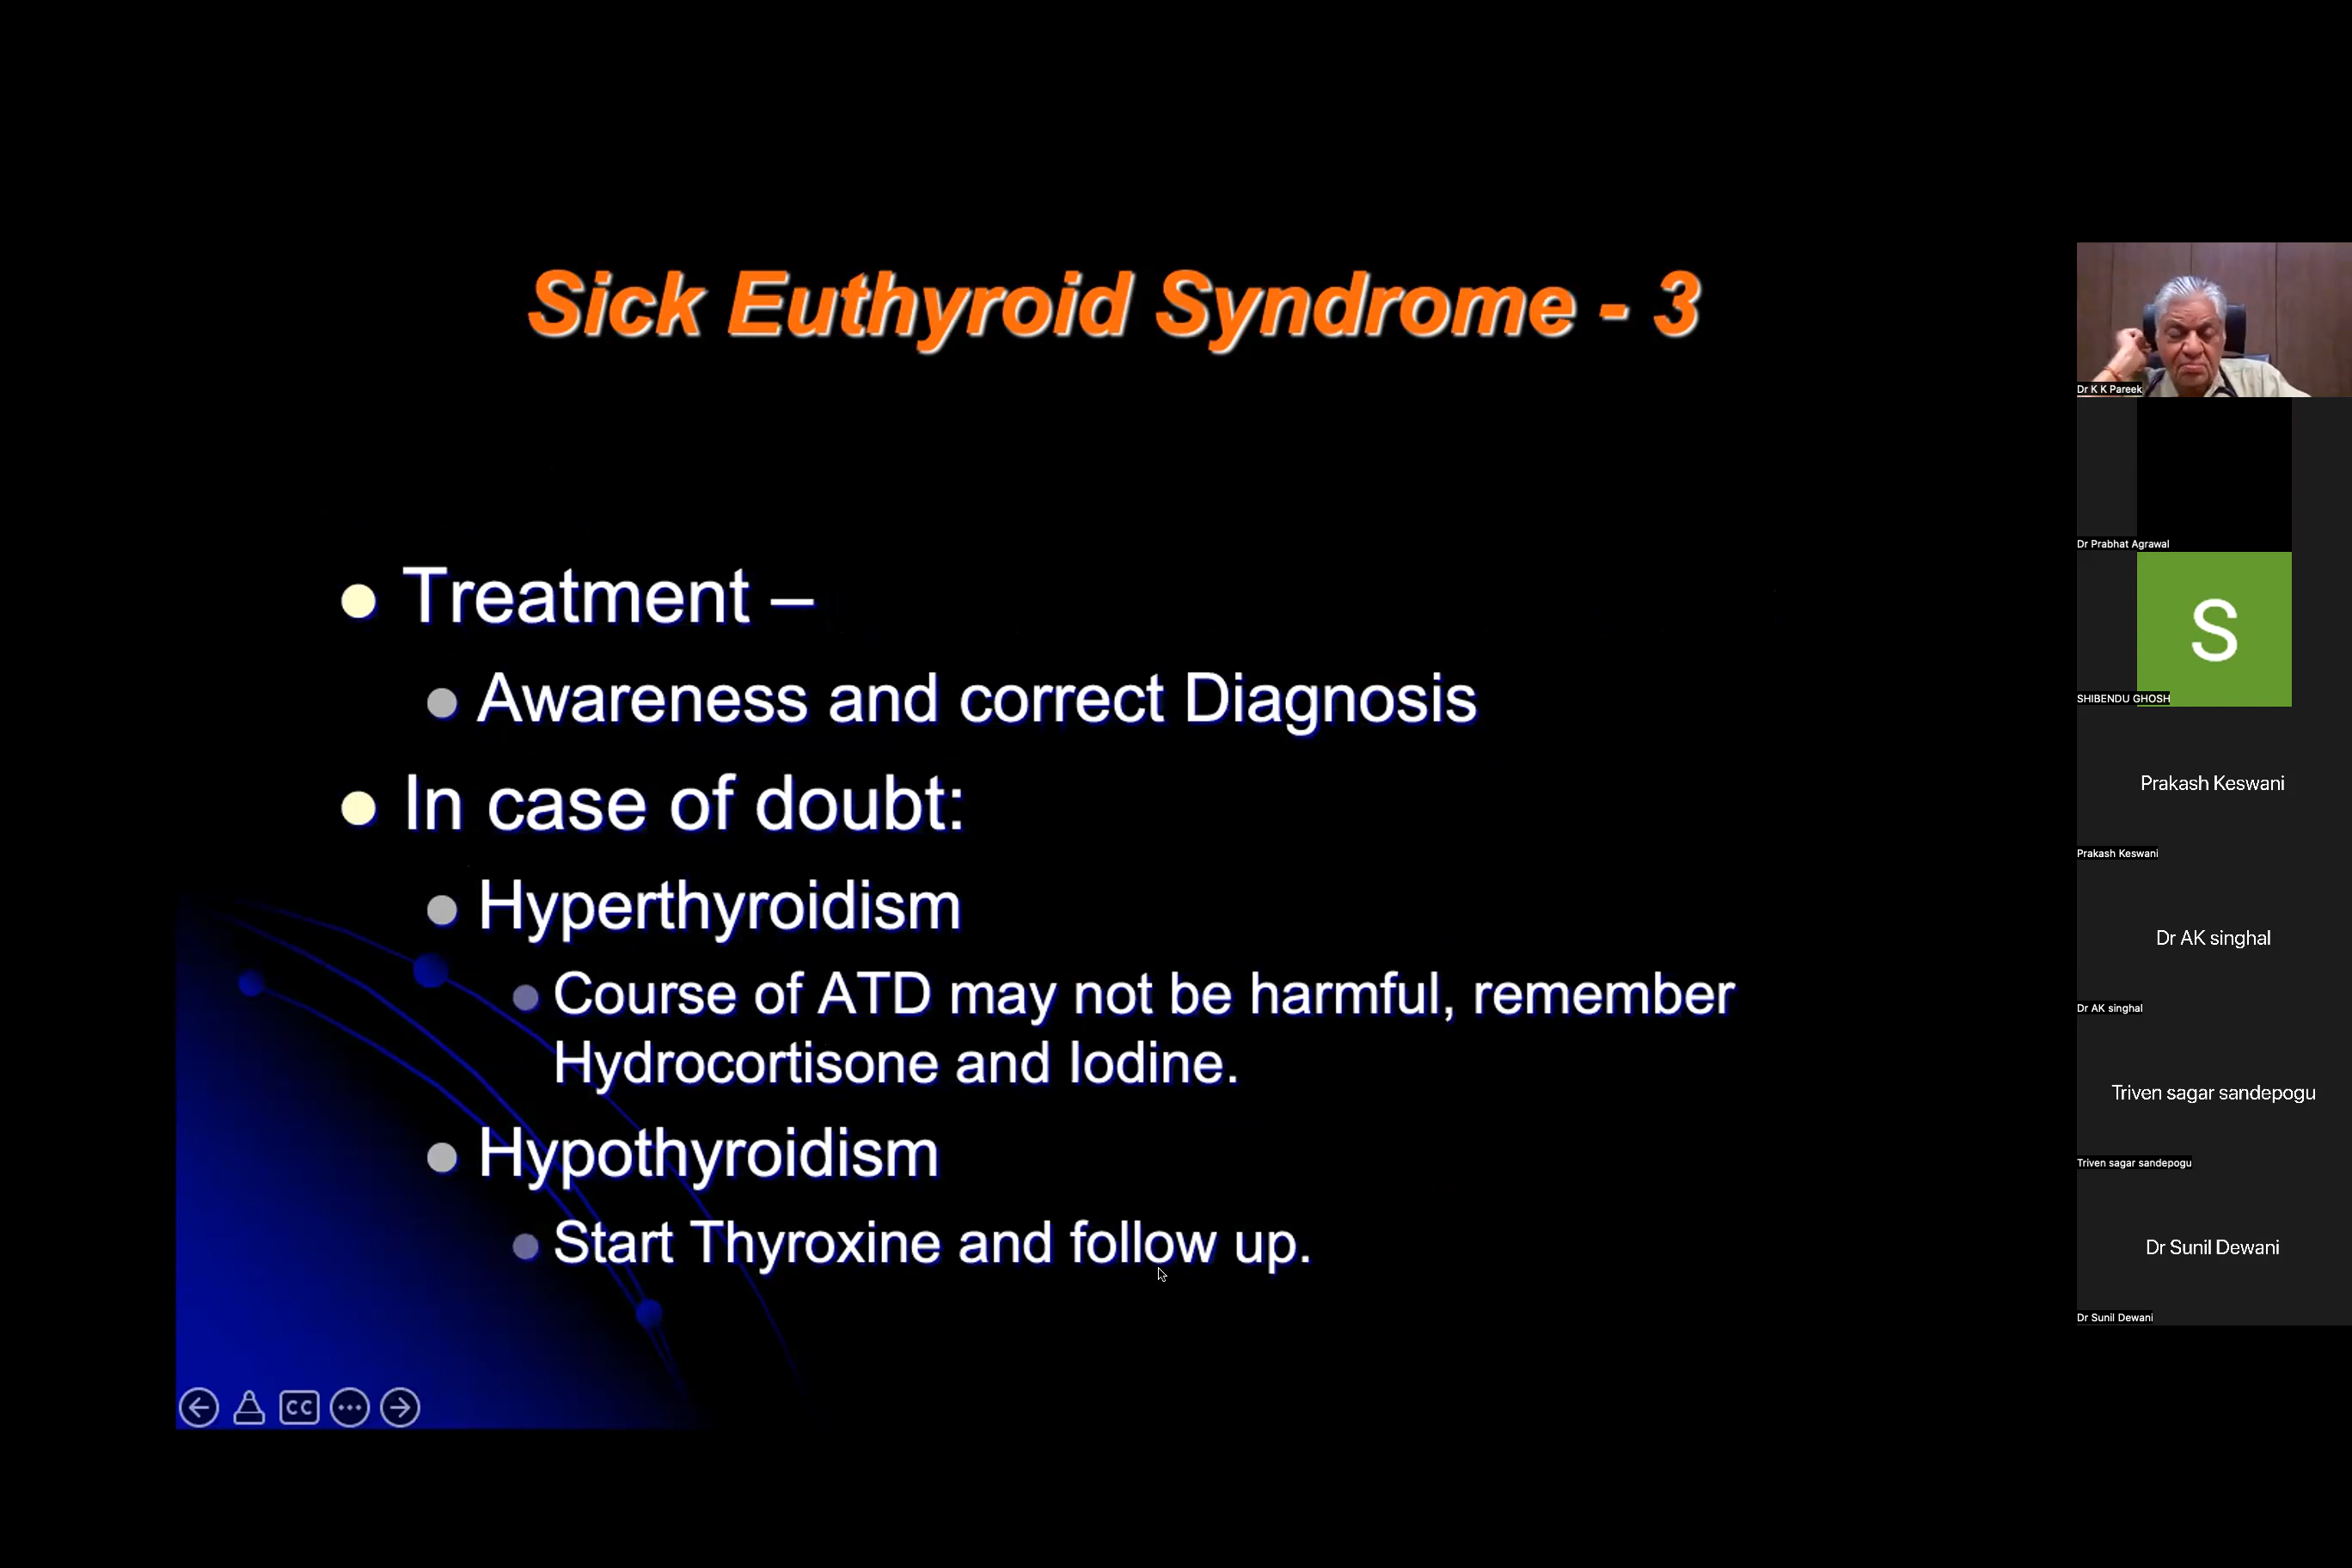 Sick Euthyroid Syndrome - 3
Treatment –
Awareness and correct Diagnosis
In case of doubt:
Hyperthyroidism
Course of ATD may not be harmful, remember
Hydrocortisone and Iodine.
Hypothyroidism
Start Thyroxine and follow up.
CC
Dr K K Pareek
Dr Prabhat Agrawal
S
SHIBENDU GHOSH
Prakash Keswani
Prakash Keswani
Dr AK singhal
Dr AK singhal
Triven sagar sandepogu
Triven sagar sandepogu
Dr Sunil Dewani
Dr Sunil Dewani